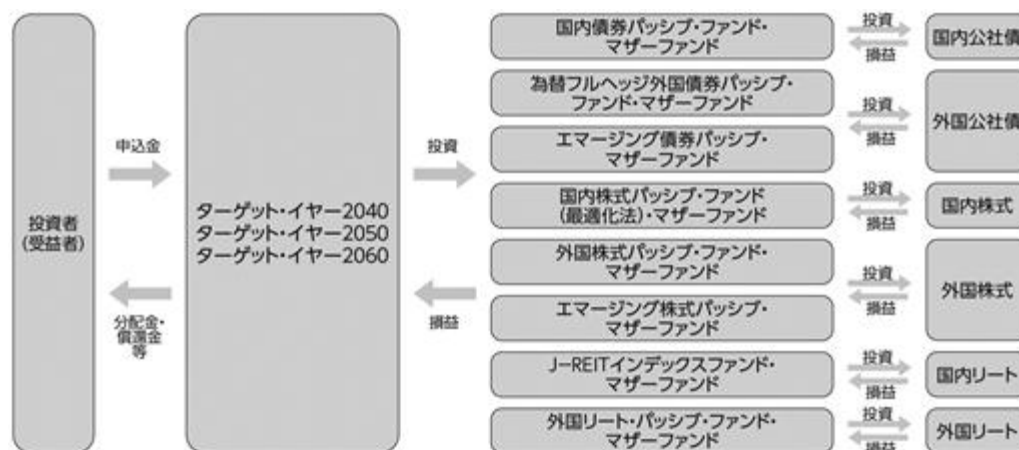 投資者
(受益者)
申込金
分配金・
償還金
等
ターゲット・イヤー2040
ターゲット・イヤー2050
ターゲット・イヤー2060
投資
損益
国内債券パッシブ・ファンド・
マザーファンド
投資
損益
国内公社債
為替フルヘッジ外国債券パッシブ・
ファンド・マザーファンド
エマージング債券パッシブ・
マザーファンド
投資
損益
外国公社債
国内株式パッシブ・ファンド
(最適化法)・マザーファンド
投資
損益
国内株式
外国株式パッシブ・ファンド・
マザーファンド
エマージング株式パッシブ・
マザーファンド
投資
損益
外国株式
J-REITインデックスファンド・
マザーファンド
投資
損益
国内リート
外国リート・パッシブ・ファンド・
マザーファンド
投資
損益
外国リート